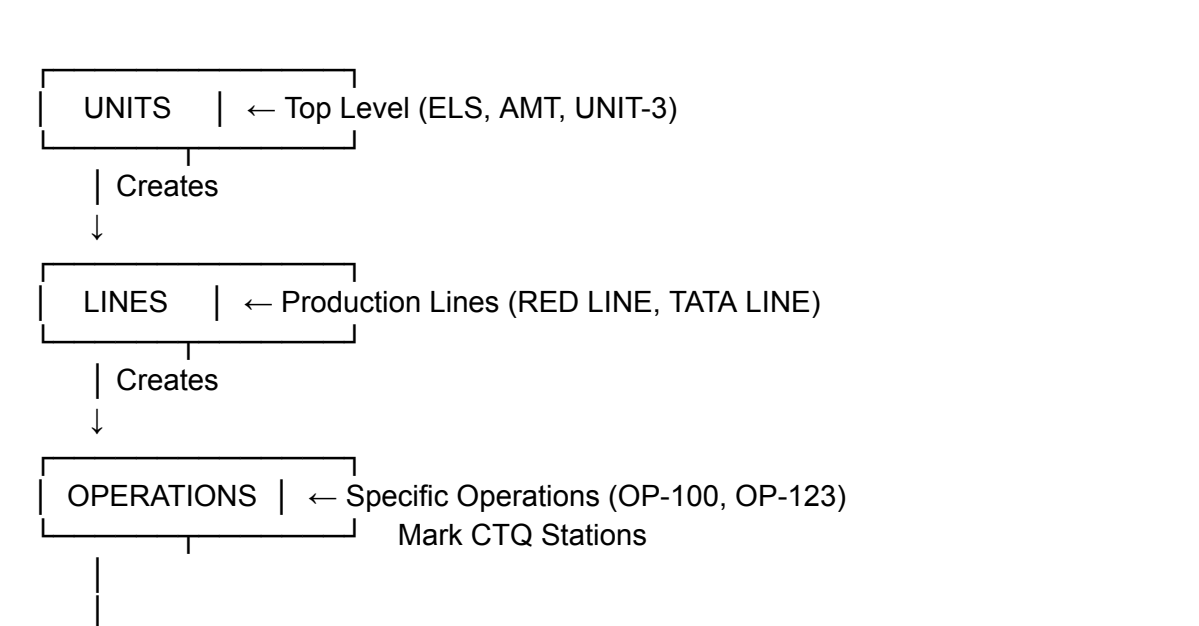 ┌────────────────────┐
│ UNITS │ ← Top Level (ELS, AMT, UNIT-3)
└─────────┬──────────┘
│ Creates
↓
┌────────────────────┐
│ LINES │ ← Production Lines (RED LINE, TATA LINE)
└─────────┬──────────┘
│ Creates
↓
┌────────────────────┐
│ OPERATIONS │ ← Specific Operations (OP-100, OP-123)
└─────────┬──────────┘ Mark CTQ Stations
│
│